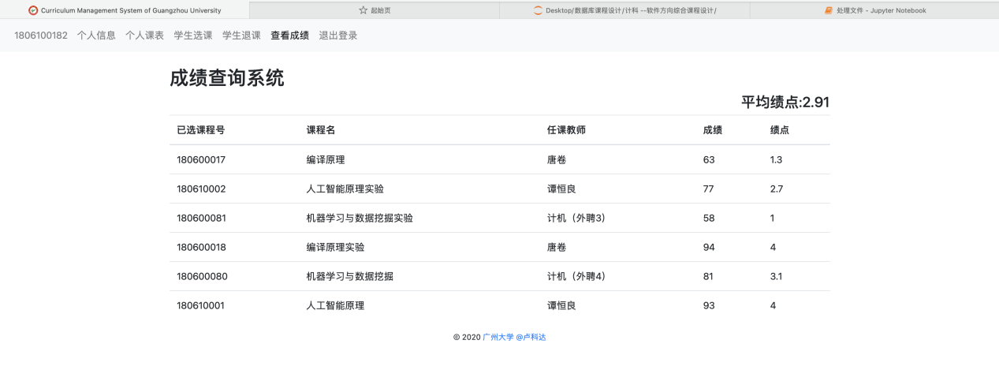 Curriculum Management System of Guangzhou University 起始页 Desktop/数据库课程设计/计科 --软件方向综合课程设计/ 处理文件 - Jupyter Notebook
1806100182 个人信息 个人课表 学生选课 学生退课 查看成绩 退出登录
成绩查询系统
平均绩点:2.91
已选课程号 课程名 任课教师 成绩 绩点
180600017 编译原理 唐卷 63 1.3
180610002 人工智能原理实验 谭恒良 77 2.7
180600081 机器学习与数据挖掘实验 计机（外聘3） 58 1
180600018 编译原理实验 唐卷 94 4
180600080 机器学习与数据挖掘 计机（外聘4） 81 3.1
180610001 人工智能原理 谭恒良 93 4
© 2020 广州大学 @卢科达